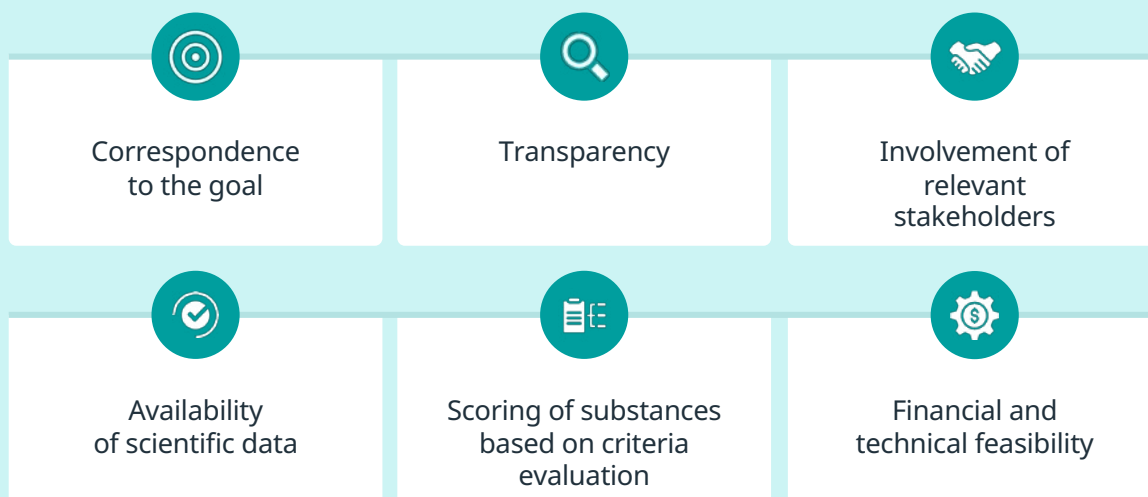 Correspondence
to the goal
Transparency
Involvement of
relevant
stakeholders
Availability
of scientific data
Scoring of substances
based on criteria
evaluation
Financial and
technical feasibility